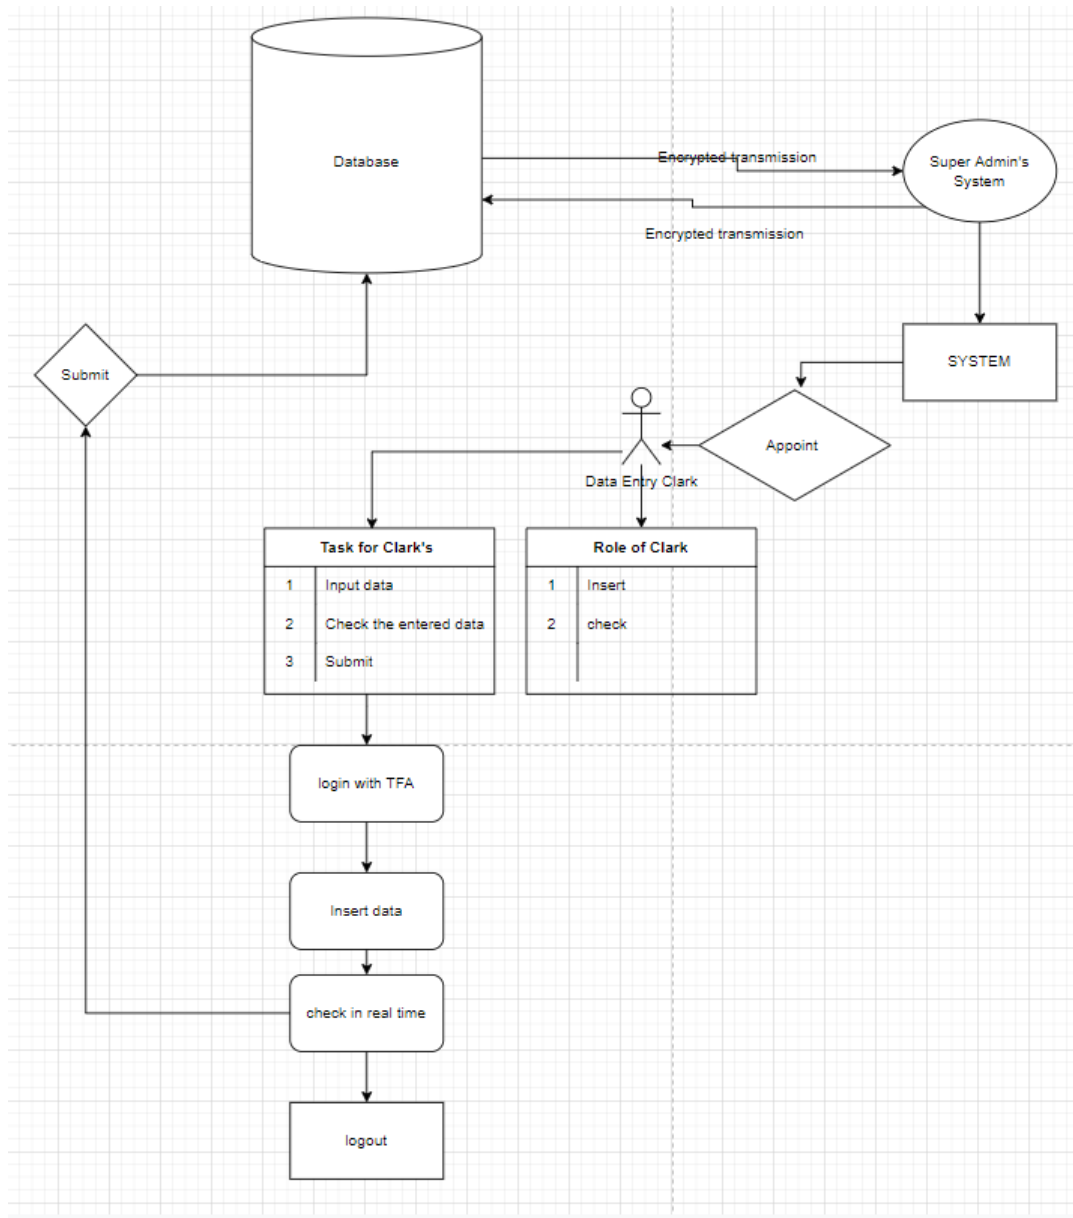 Database
Encrypted transmission
Super Admin's
System
Encrypted transmission
SYSTEM
Submit
Appoint
Data Entry Clark
Task for Clark's
1 Input data
2 Check the entered data
3 Submit
Role of Clark
1 Insert
2 check
login with TFA
Insert data
check in real time
logout